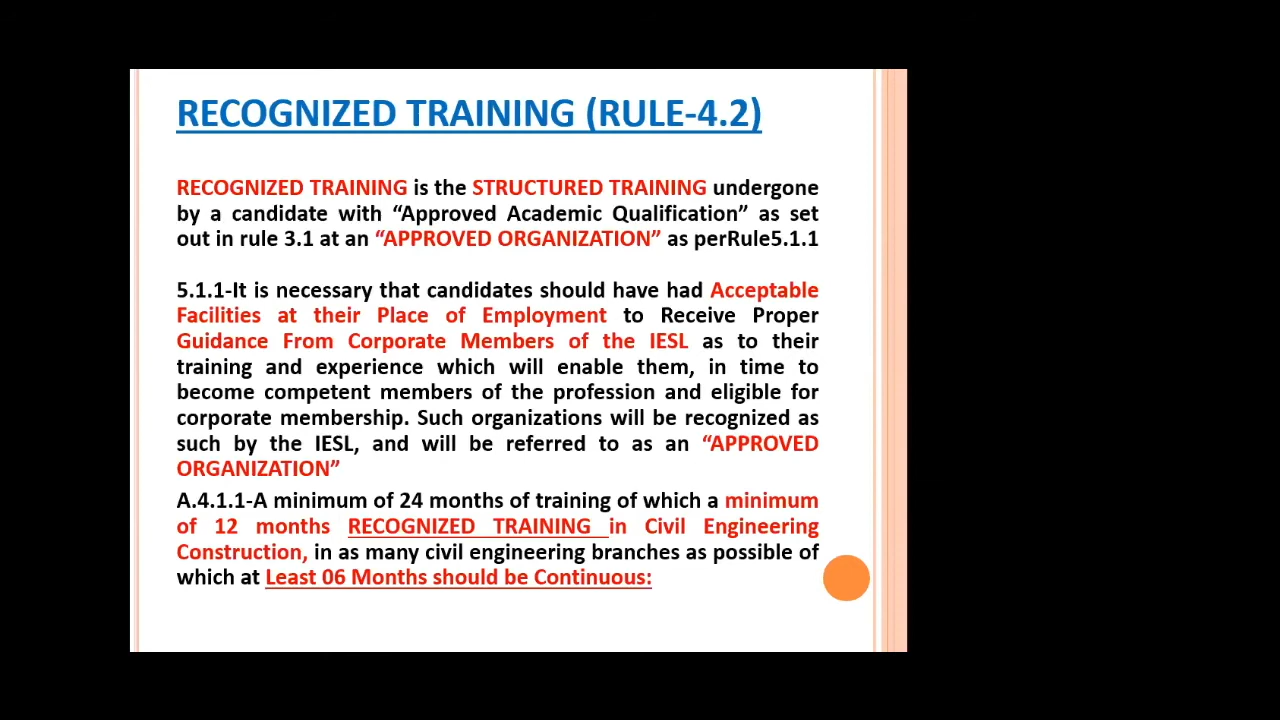 RECOGNIZED TRAINING (RULE-4.2)
RECOGNIZED TRAINING is the STRUCTURED TRAINING undergone
by a candidate with “Approved Academic Qualification” as set
out in rule 3.1 at an “APPROVED ORGANIZATION” as perRule5.1.1
5.1.1-It is necessary that candidates should have had Acceptable
Facilities at their Place of Employment to Receive Proper
Guidance From Corporate Members of the IESL as to their
training and experience which will enable them, in time to
become competent members of the profession and eligible for
corporate membership. Such organizations will be recognized as
such by the IESL, and will be referred to as an “APPROVED
ORGANIZATION”
A.4.1.1-A minimum of 24 months of training of which a minimum
of 12 months RECOGNIZED TRAINING in Civil Engineering
Construction, in as many civil engineering branches as possible of
which at Least 06 Months should be Continuous: